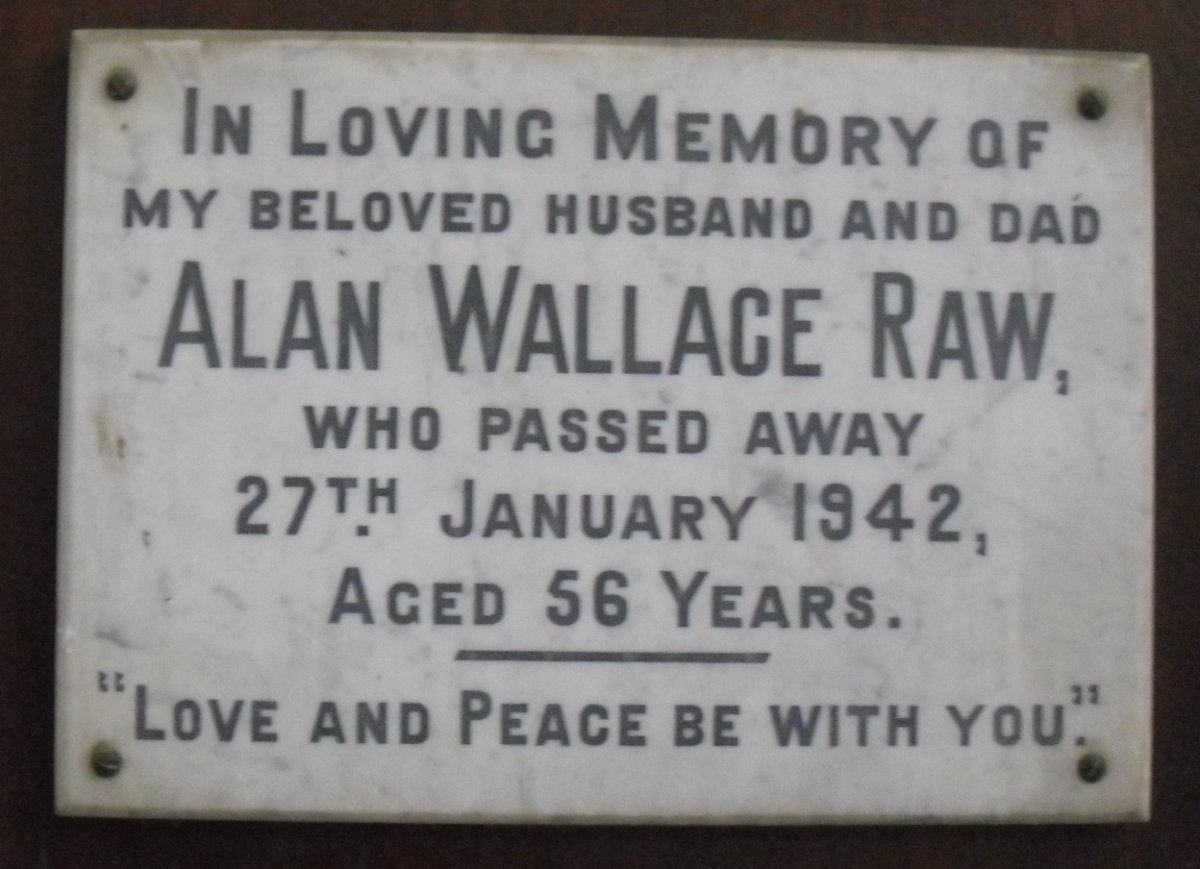 In Loving Memory of
my beloved husband and dad
Alan Wallace Raw,
who passed away
27th. January 1942,
Aged 56 Years.
"Love and Peace be with you."